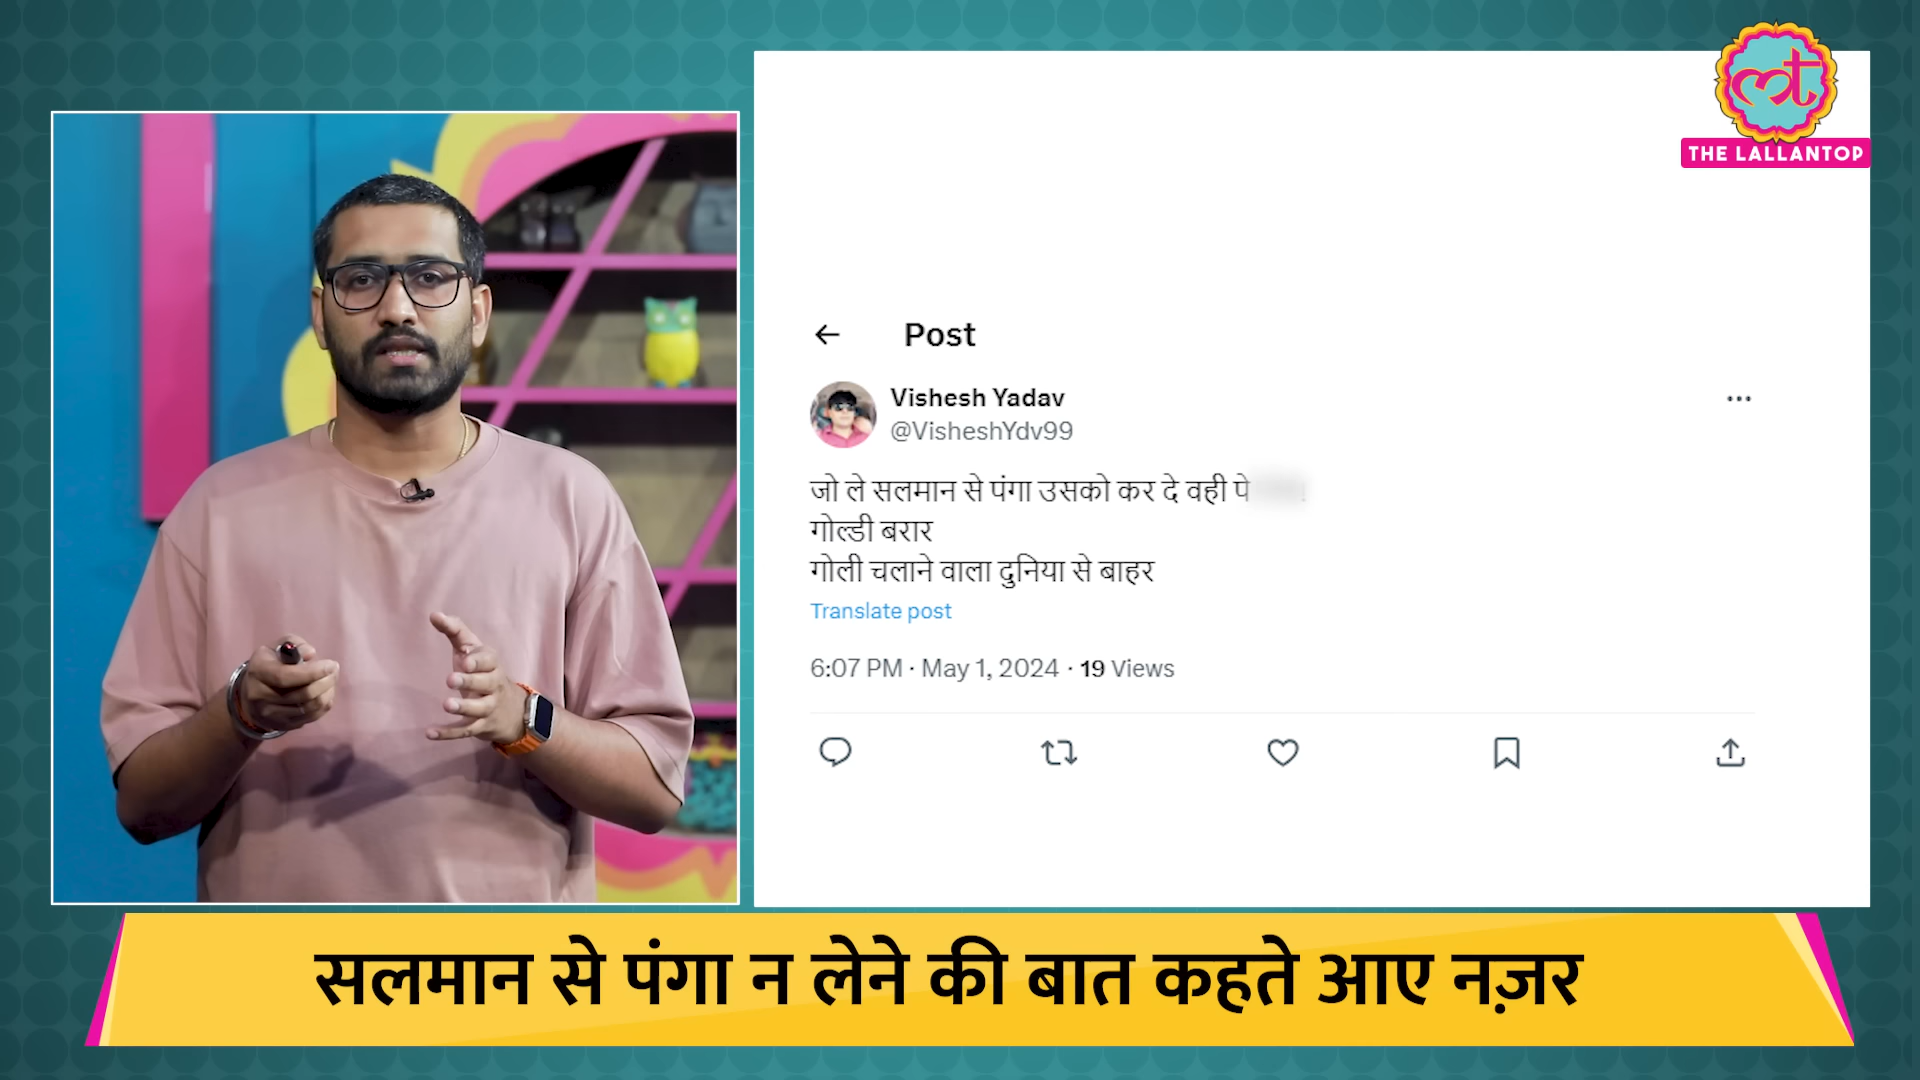 THE LALLANTOP
Post
Vishesh Yadav
@VisheshYdv99
जो ले सलमान से पंगा उसको कर दे वही पे
गोल्डी बरार
गोली चलाने वाला दुनिया से बाहर
Translate post
6:07 PM · May 1, 2024 · 19 Views
सलमान से पंगा न लेने की बात कहते आए नज़र